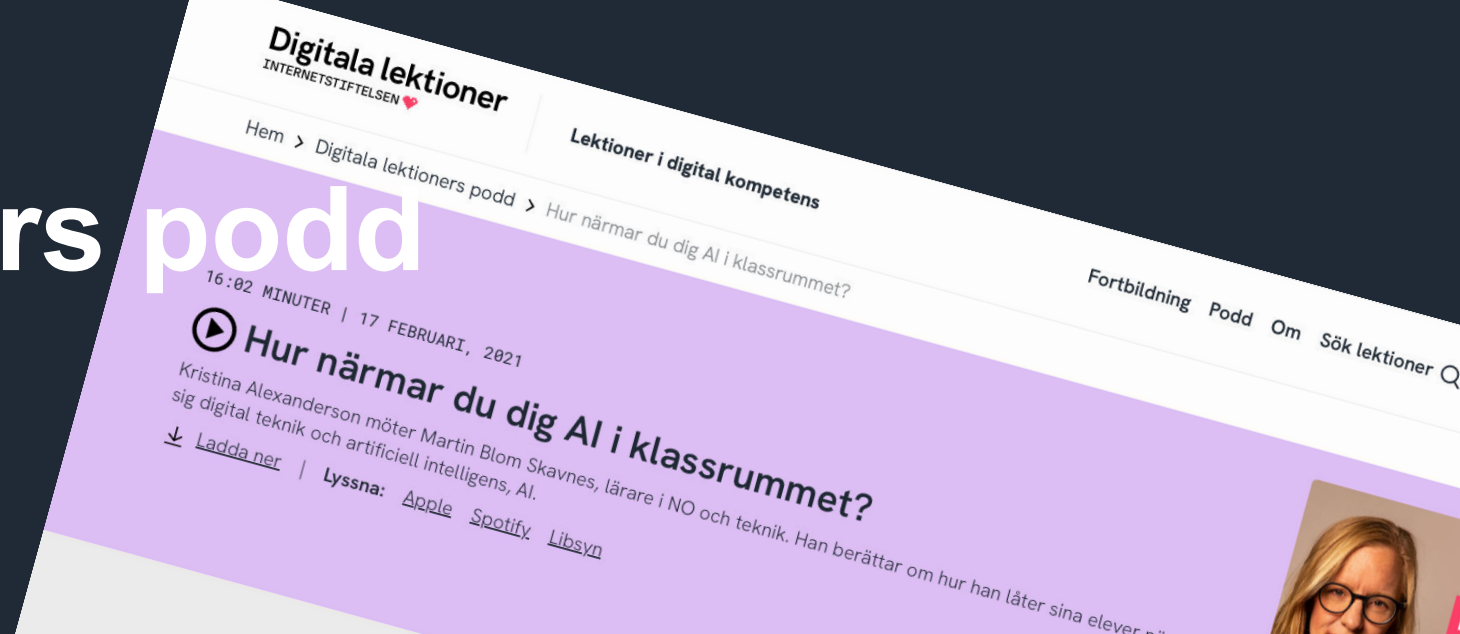 Digitala lektioner
INTERNETSTIFTELSEN
Lektioner i digital kompetens
Fortbildning Podd Om Sök lektioner
Hem > Digitala lektioners podd > Hur närmar du dig AI i klassrummet?
rs podd
16:02 MINUTER | 17 FEBRUARI, 2021
Hur närmar du dig AI i klassrummet?
Kristina Alexanderson möter Martin Blom Skavnes, lärare i NO och teknik. Han berättar om hur han låter sina elever
sig digital teknik och artificiell intelligens, AI.
Ladda ner | Lyssna: Apple Spotify Libsyn